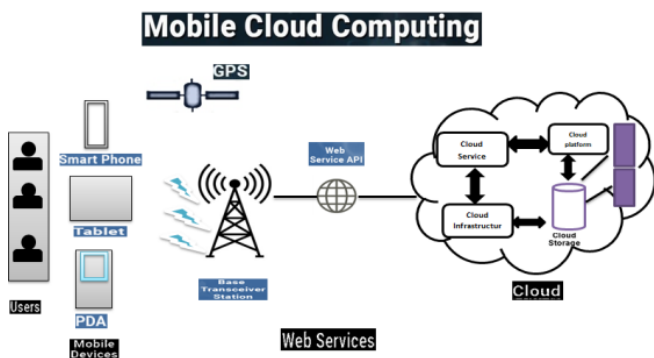 Mobile Cloud Computing
GPS
Smart Phone
Tablet
PDA
Users
Mobile
Devices
Base
Transceiver
Station
Web
Service API
Web Services
Cloud
Service
Cloud
platform
Cloud
Infrastructur
Cloud
Storage
Cloud